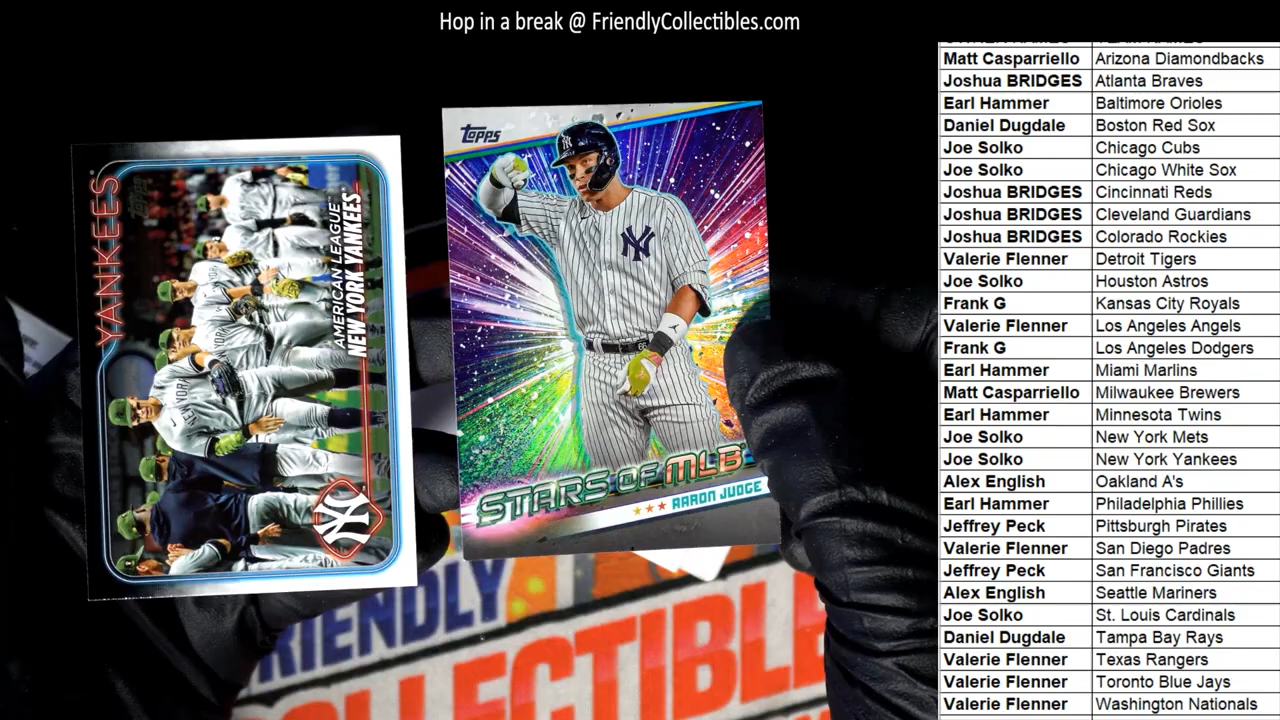 Hop in a break @ FriendlyCollectibles.com
YANKEES
AMERICAN LEAGUE
NEW YORK YANKEES
NY
topps
NY
STARS OF MLB
AARON JUDGE
FRIENDLY
COLLECTIBLE
Matt Casparriello Arizona Diamondbacks
Joshua BRIDGES Atlanta Braves
Earl Hammer Baltimore Orioles
Daniel Dugdale Boston Red Sox
Joe Solko Chicago Cubs
Joe Solko Chicago White Sox
Joshua BRIDGES Cincinnati Reds
Joshua BRIDGES Cleveland Guardians
Joshua BRIDGES Colorado Rockies
Valerie Flenner Detroit Tigers
Joe Solko Houston Astros
Frank G Kansas City Royals
Valerie Flenner Los Angeles Angels
Frank G Los Angeles Dodgers
Earl Hammer Miami Marlins
Matt Casparriello Milwaukee Brewers
Earl Hammer Minnesota Twins
Joe Solko New York Mets
Joe Solko New York Yankees
Alex English Oakland A's
Earl Hammer Philadelphia Phillies
Jeffrey Peck Pittsburgh Pirates
Valerie Flenner San Diego Padres
Jeffrey Peck San Francisco Giants
Alex English Seattle Mariners
Joe Solko St. Louis Cardinals
Daniel Dugdale Tampa Bay Rays
Valerie Flenner Texas Rangers
Valerie Flenner Toronto Blue Jays
Valerie Flenner Washington Nationals